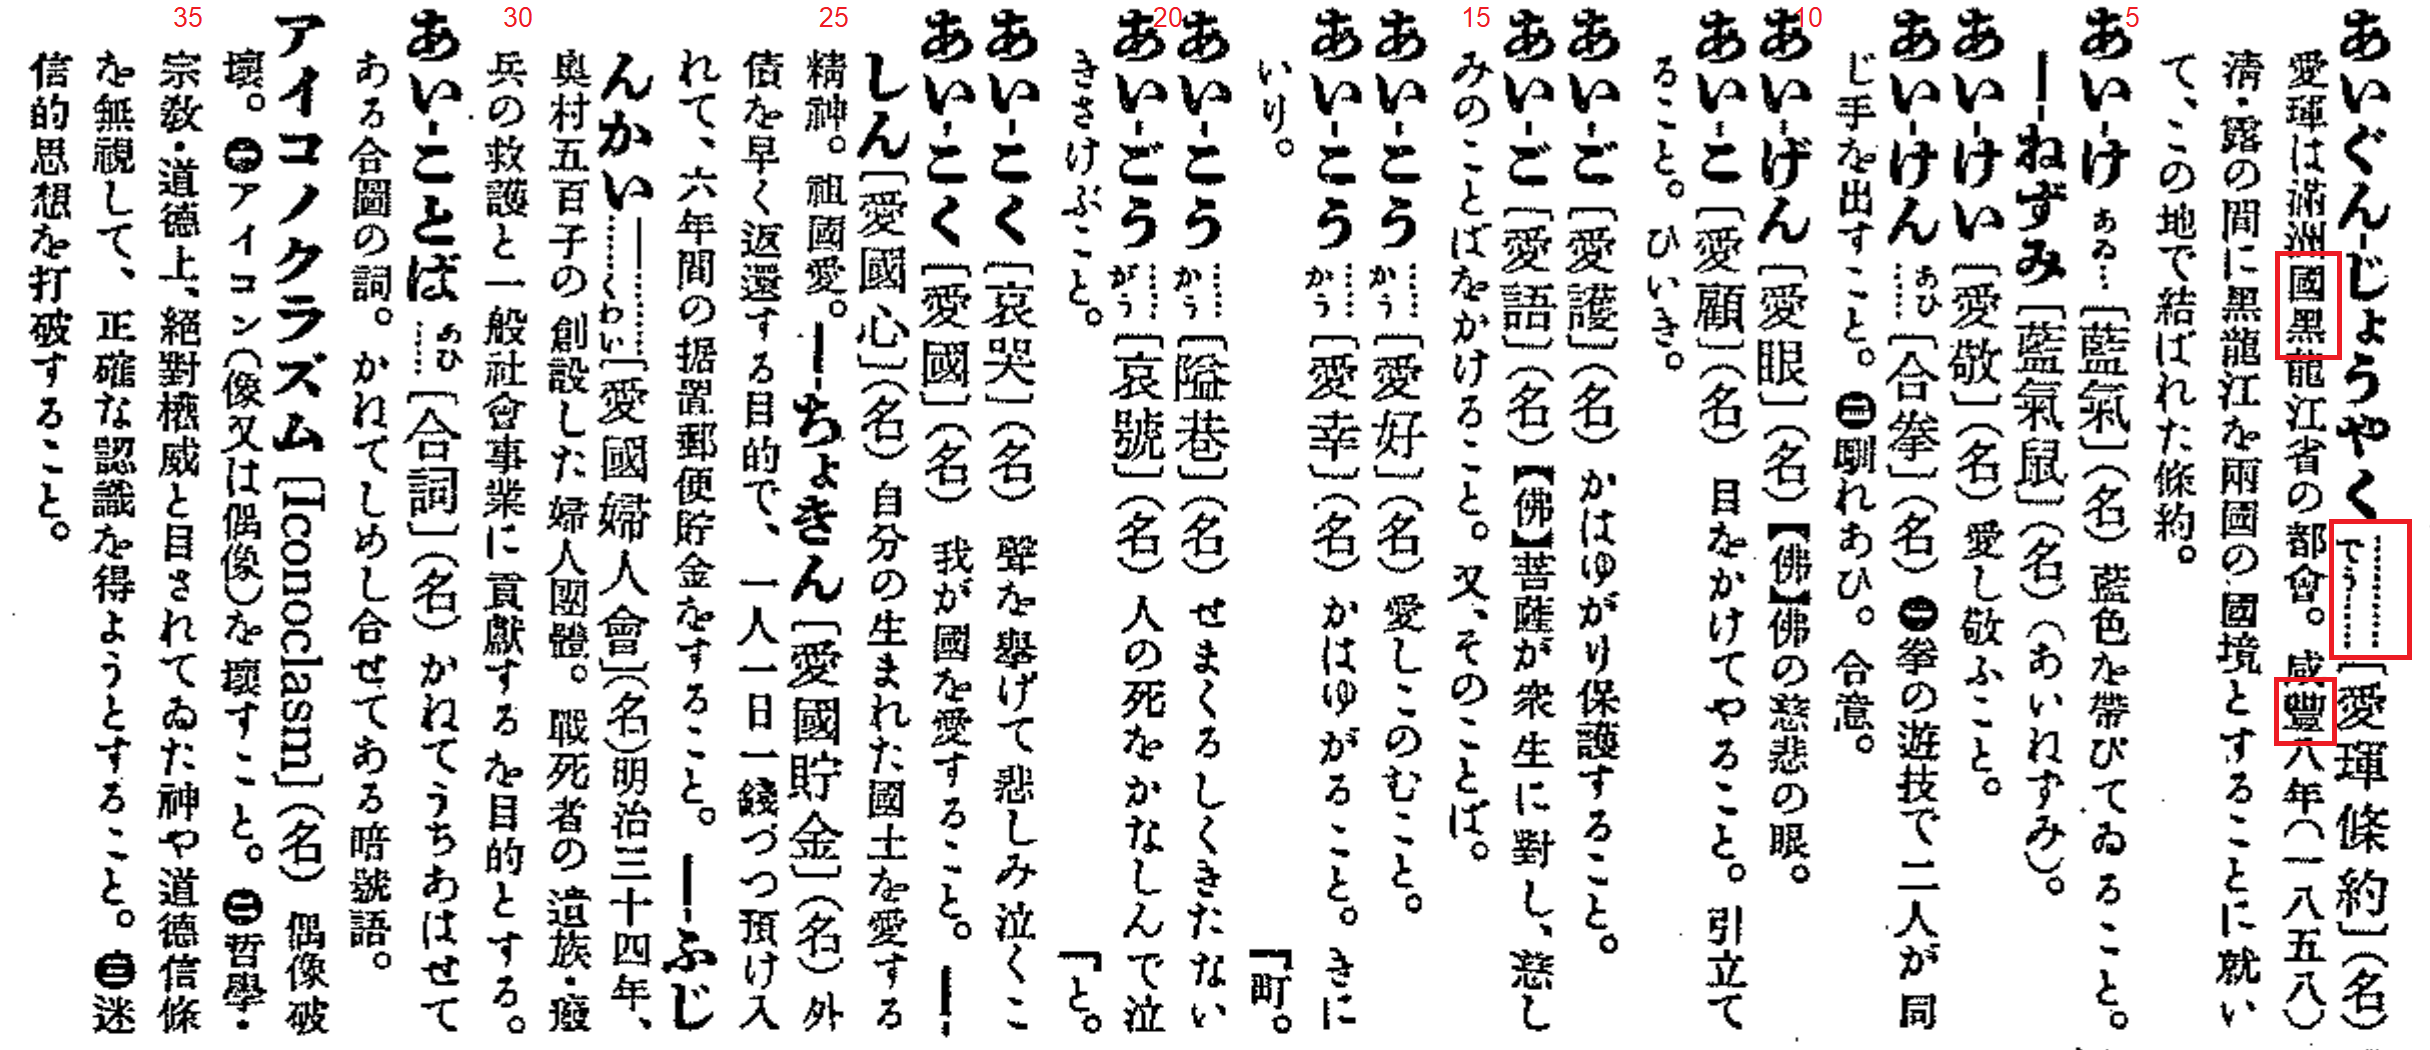 あいぐん-じょうやく……でう……[愛琿條約](名)
愛琿は滿洲國黑龍江省の都會。咸豐八年(一八五八)
淸・露の間に黑龍江を兩國の國境とすることに就い
て、この地で結ばれた條約。
5
あい-け あゐ…[藍氣](名) 藍色を帶びてゐること。
―-ねずみ[藍氣鼠](名)(あいねずみ)。
あい-けい[愛敬](名) 愛し敬ふこと。
あい-けん あひ……[合拳](名) ㊀拳の遊技で二人が同
じ手を出すこと。㊁馴れあひ。合意。
10
あい-げん[愛眼](名)【佛】佛の慈悲の眼。
あい-こ[愛顧](名) 目をかけてやること。引立て
ること。ひいき。
あい-ご[愛護](名) かはゆがり保護すること。
あい-ご[愛語](名)【佛】菩薩が衆生に對し、慈し
15
みのことばをかけること。又、そのことば。
あい-こう……かう[愛好](名) 愛しこのむこと。
あい-こう……かう[愛幸](名) かはゆがること。きに
いり。 「町。
あい-こう……かう[隘巷](名) せまくろしくきたない
20
あい-ごう……がう[哀號](名) 人の死をかなしんで泣
きさけぶこと。 「と。
あい-こく[哀哭](名) 聲を擧げて悲しみ泣くこ
あい-こく[愛國](名) 我が國を愛すること。 ―-
しん[愛國心](名) 自分の生まれた國土を愛する
25
精神。祖國愛。―-ちょきん[愛國貯金](名) 外
債を早く返還する目的で、一人一日一錢づつ預け入
れて、六年間の据置郵便貯金をすること。―-ふじ
んかい ―……くわい[愛國婦人會](名)明治三十四年、
奧村五百子の創設した婦人團體。戰死者の遺族・癈
30
兵の救護と一般社會事業に貢獻するを目的とする。
あい-ことば あひ……[合詞](名) かねてうちあはせて
ある合圖の詞。かねてしめし合せてある暗號語。
アイコノクラズム [Iconoclasm](名) 偶像破
壞。㊀アイコン(像又は偶像)を壞すこと。㊁哲學・
35
宗敎・道德上、絕對權威と目されてゐた神や道德信條
を無視して、正確な認識を得ようとすること。㊂迷
信的思想を打破すること。